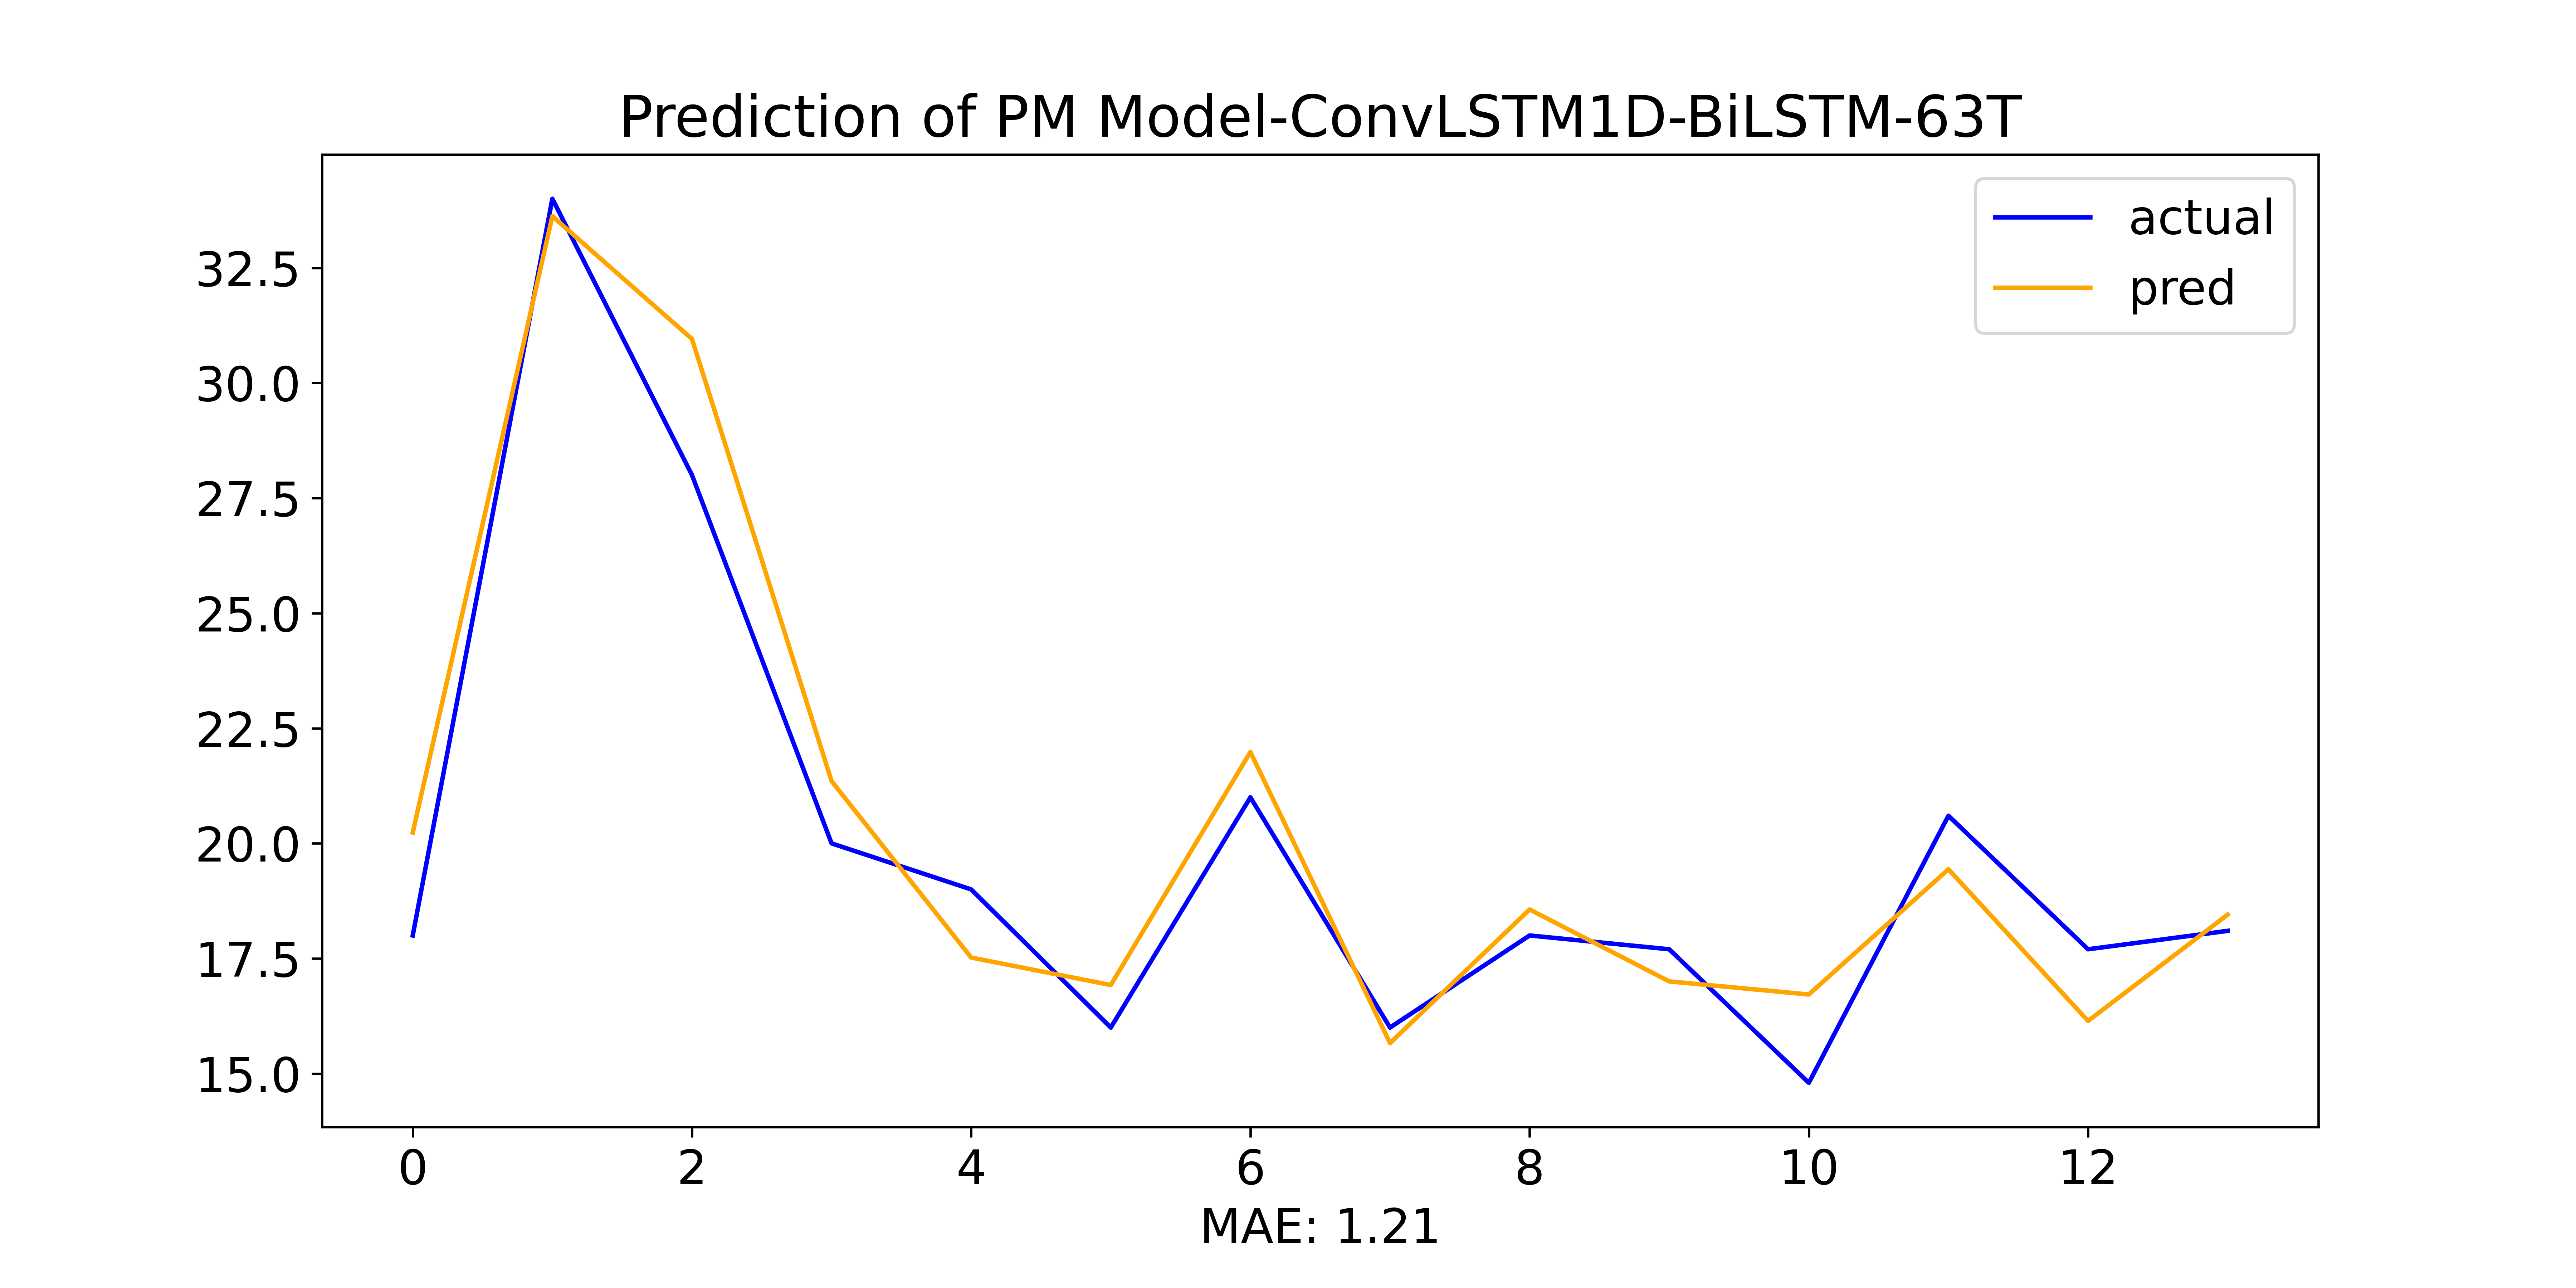 Prediction of PM Model-ConvLSTM1D-BiLSTM-63T
actual
pred
32.5
30.0
27.5
25.0
22.5
20.0
17.5
15.0
0 2 4 6 8 10 12
MAE: 1.21